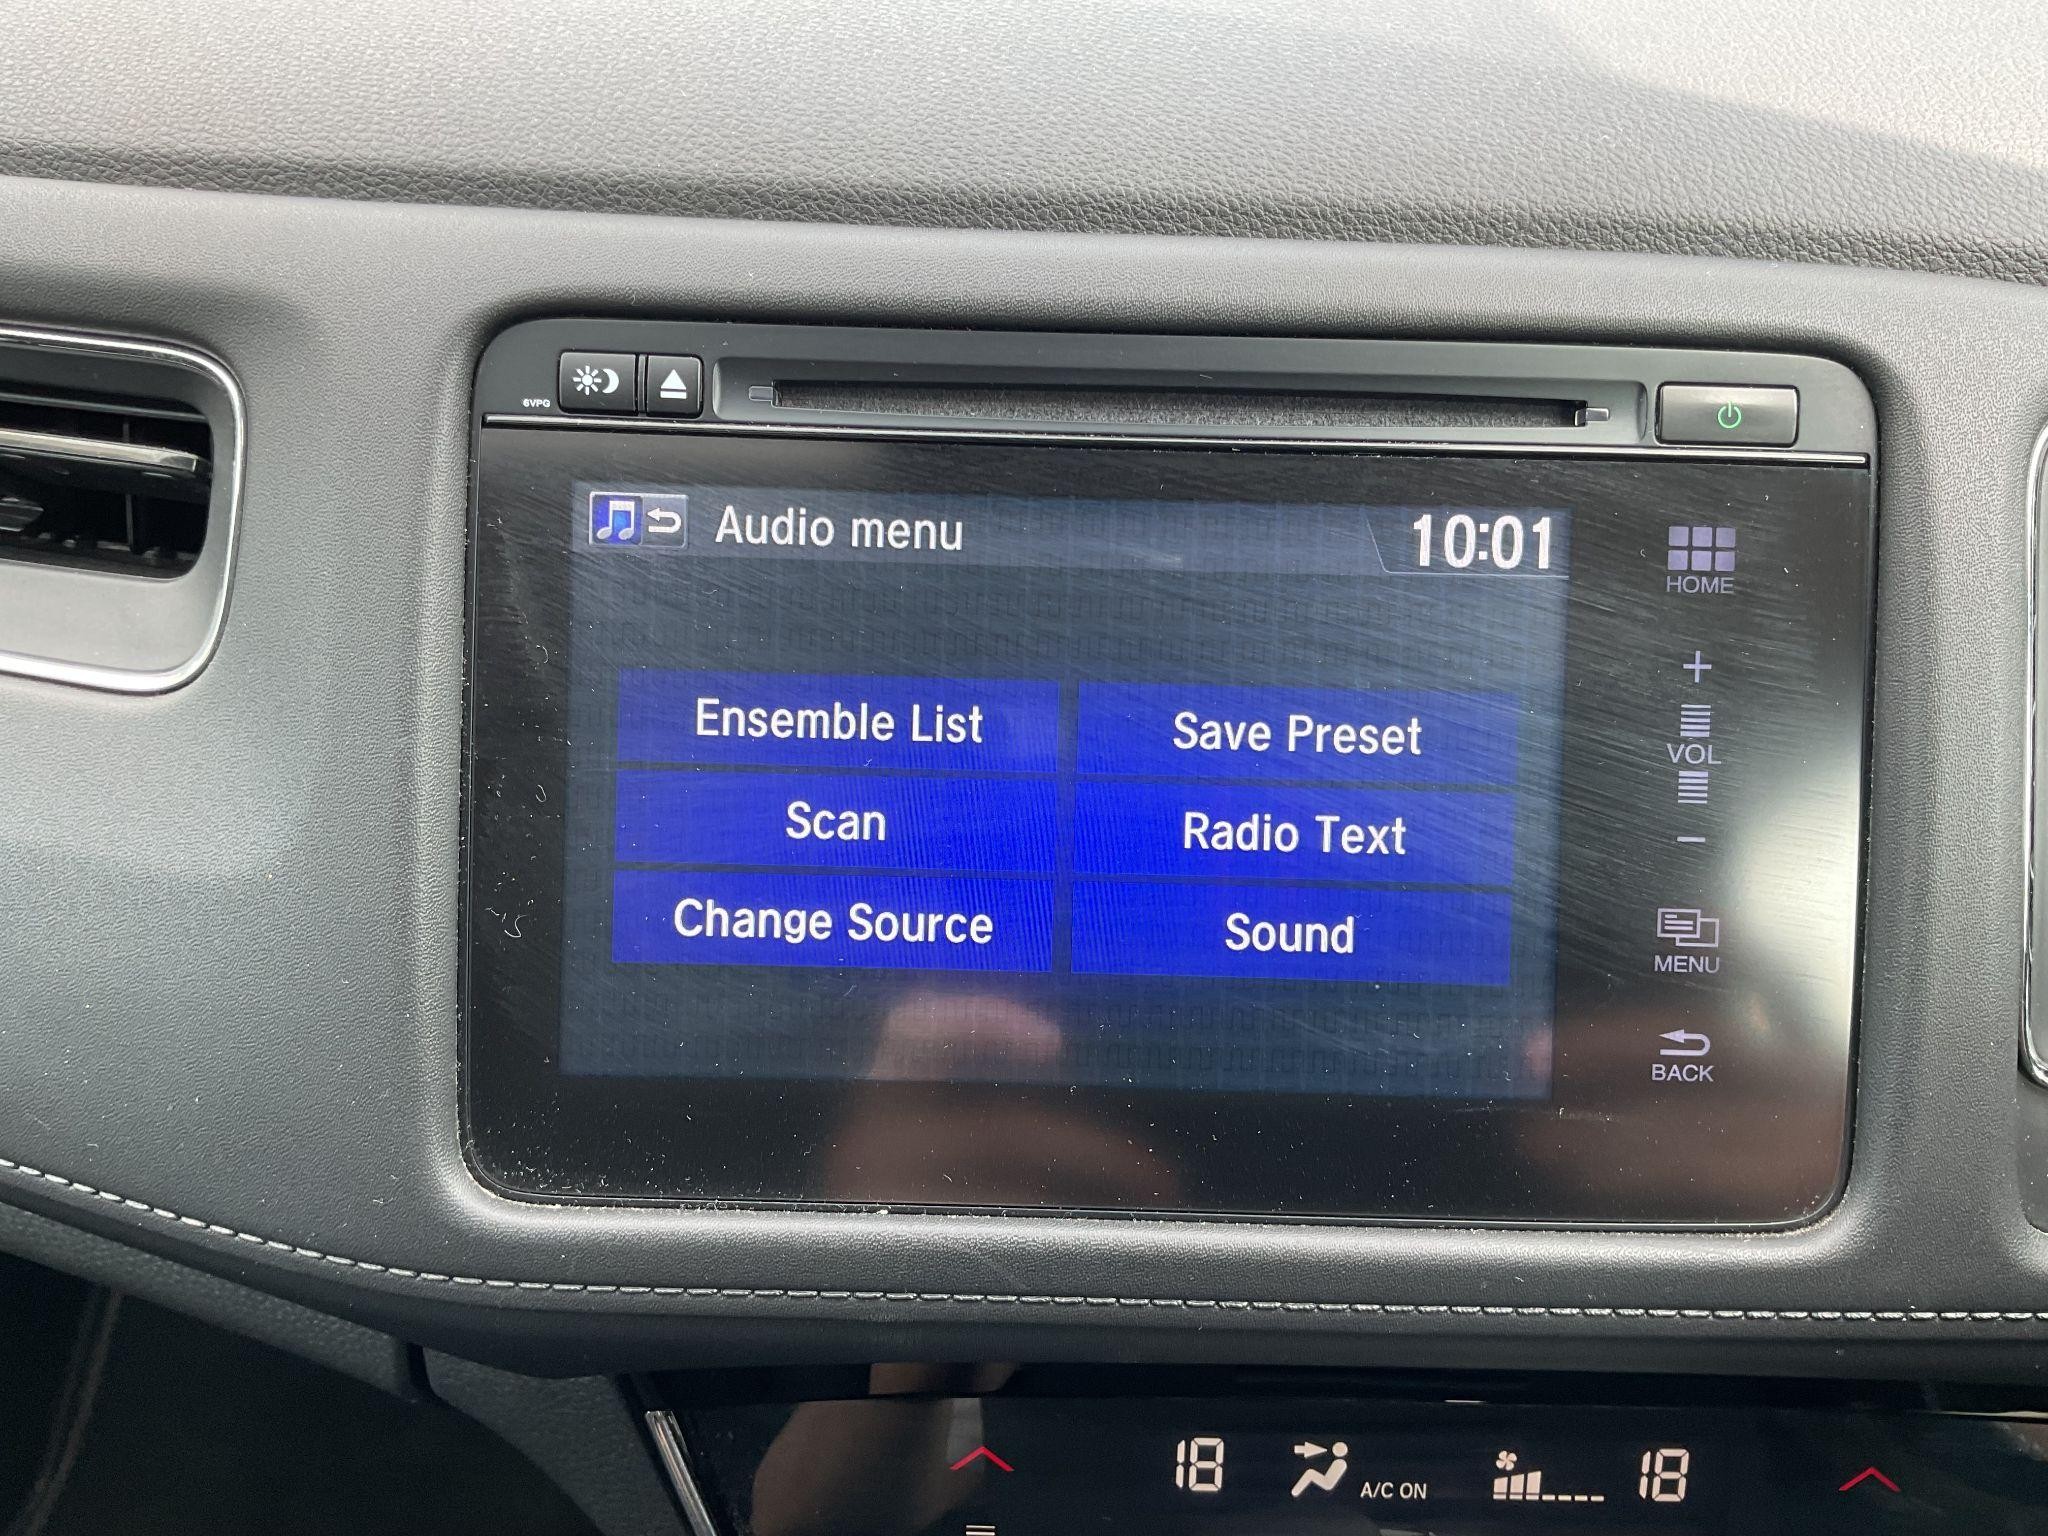 6VPG
Audio menu
10:01
HOME
Ensemble List
Save Preset
+
VOL
Scan
Radio Text
−
Change Source
Sound
MENU
BACK
18
A/C ON
18